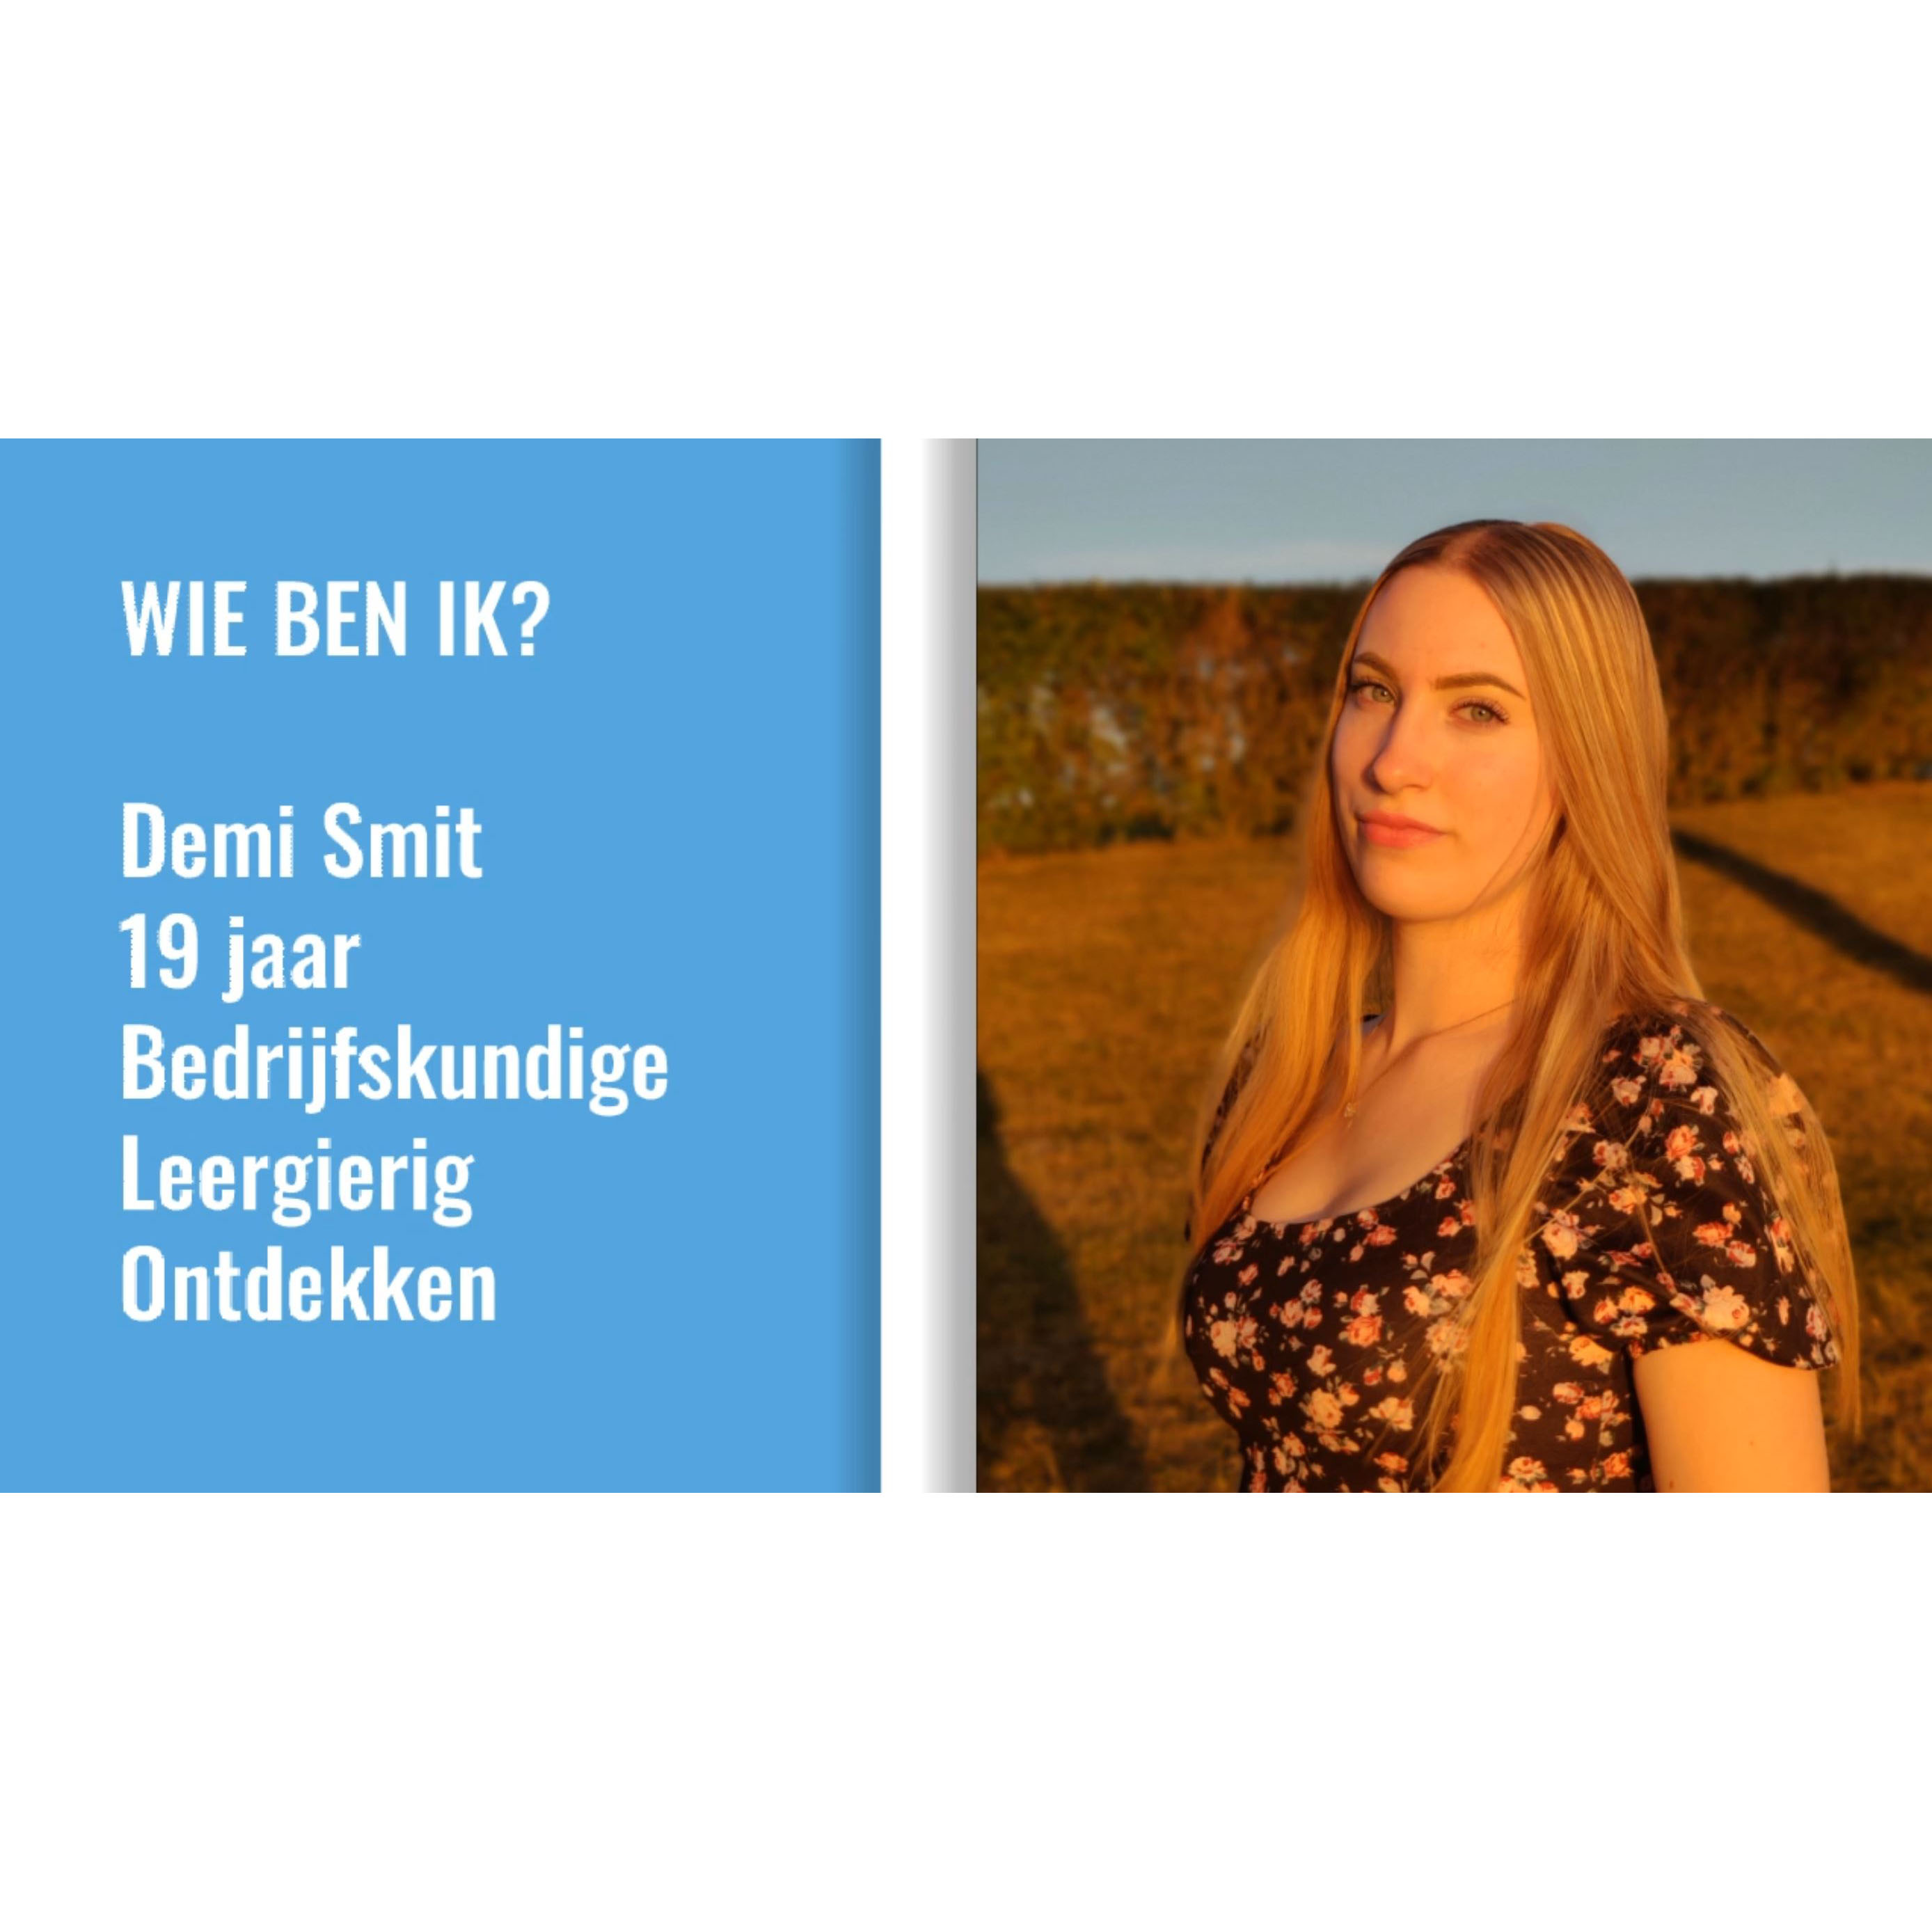 WIE BEN IK?
Demi Smit
19 jaar
Bedrijfskundige
Leergierig
Ontdekken